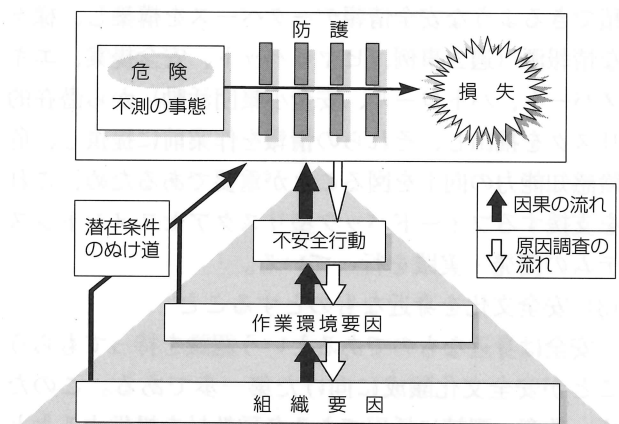 防護
危険
不測の事態
損失
潜在条件
のぬけ道
不安全行動
因果の流れ
原因調査の
流れ
作業環境要因
組織要因